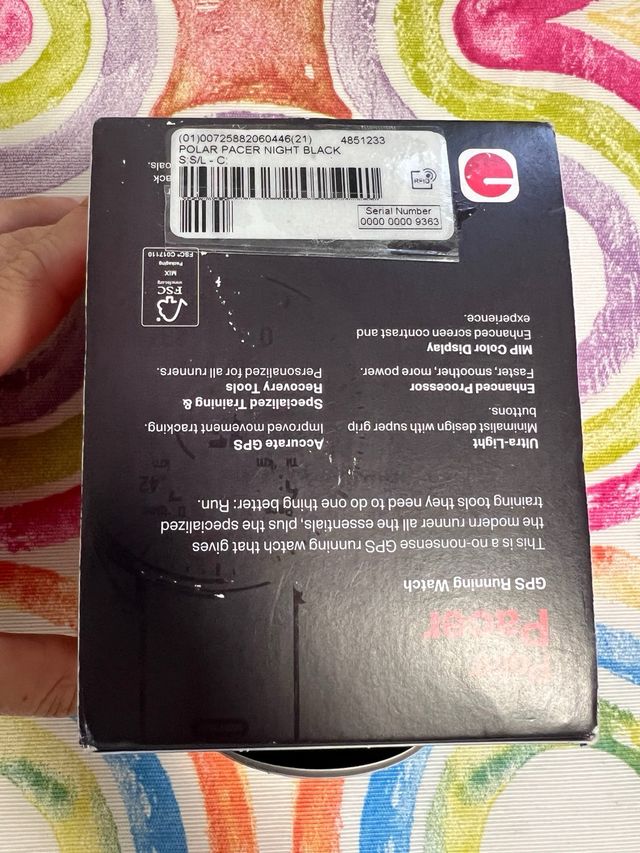 (01)00725882060446(21) 4851233
POLAR PACER NIGHT BLACK
S S/L - C:
Serial Number
0000 0000 9363
Polar
Pacer
GPS Running Watch
This is a no-nonsense GPS running watch that gives
the modern runner all the essentials, plus the specialized
training tools they need to do one thing better: Run.
Ultra-Light
Minimalist design with super grip
buttons.
Enhanced Processor
Faster, smoother, more power.
MIP Color Display
Enhanced screen contrast and
experience.
Accurate GPS
Improved movement tracking.
Specialized Training &
Recovery Tools
Personalized for all runners.
FSC
www.fsc.org
MIX
Packaging
FSC® C017110